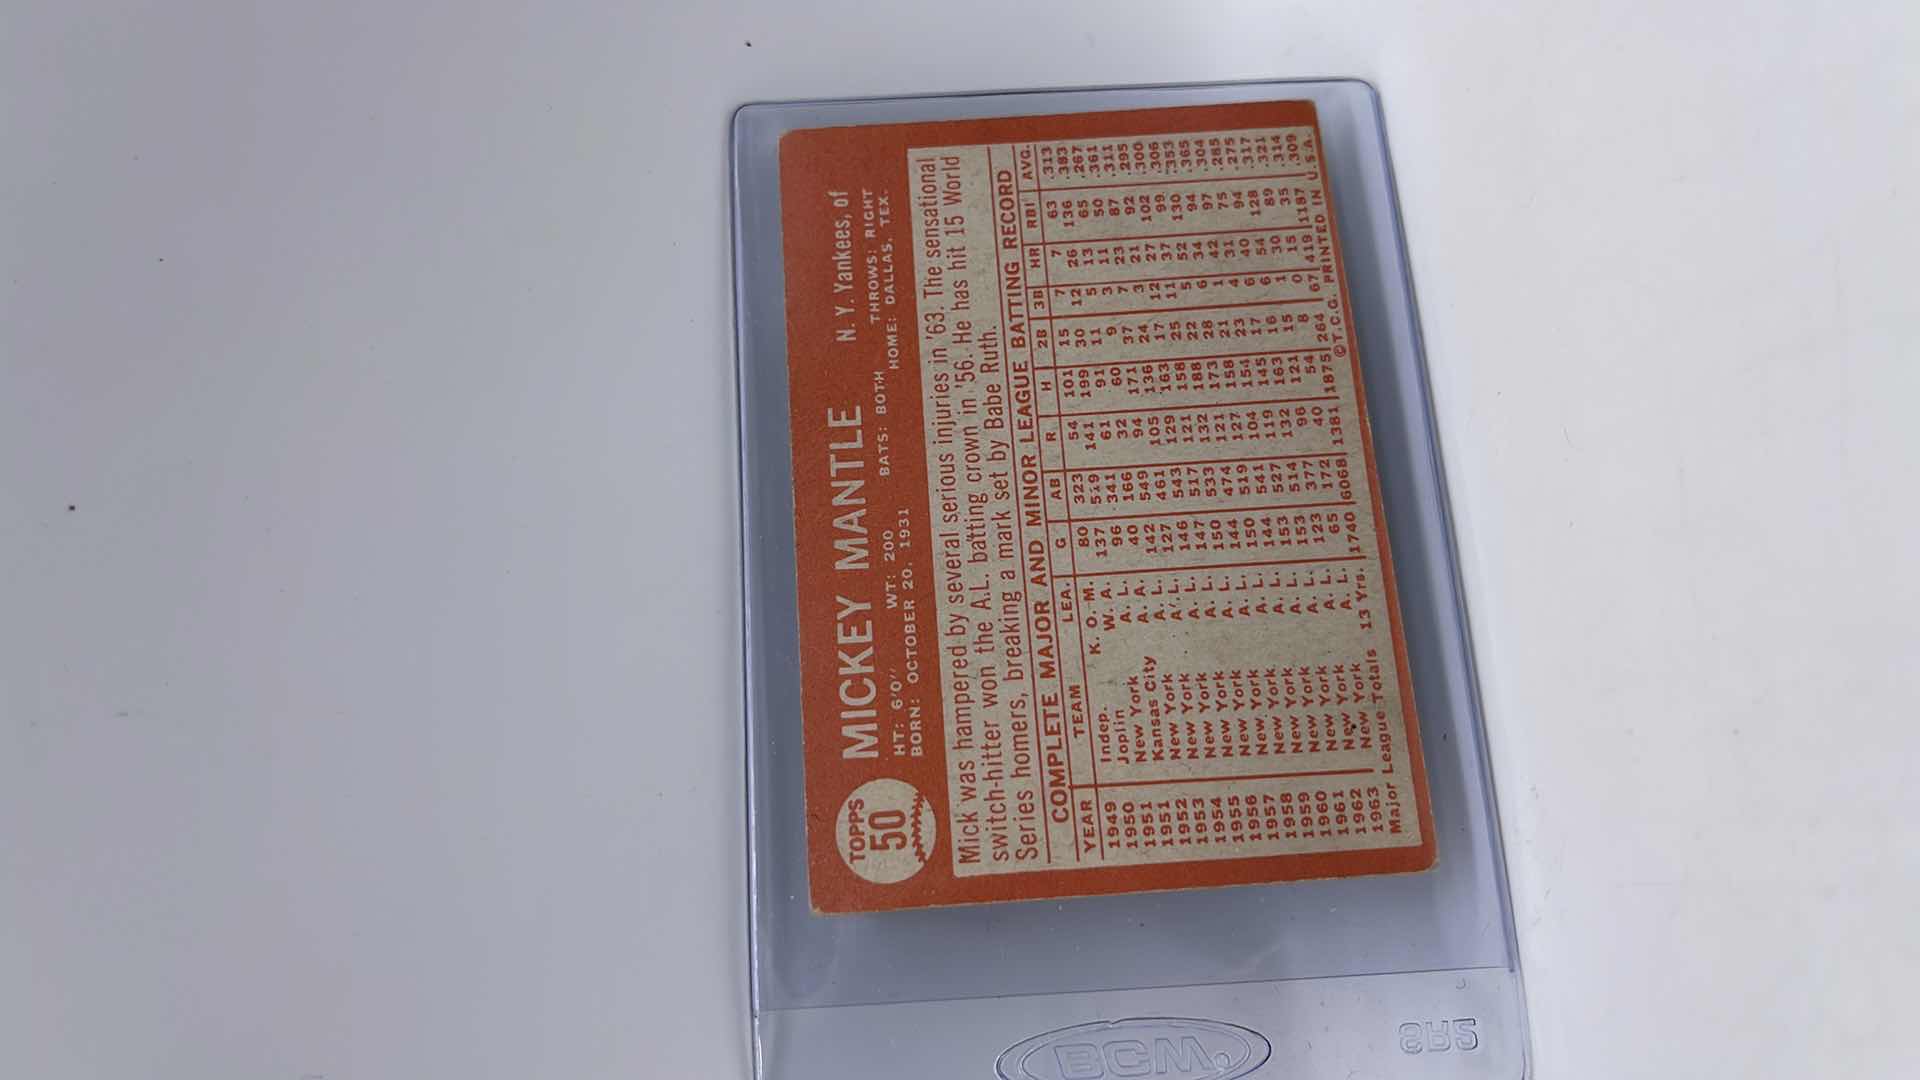 TOPPS
50
MICKEY MANTLE N. Y. Yankees, of
HT: 6'0" WT: 200 BATS: BOTH THROWS: RIGHT
BORN: OCTOBER 20, 1931 HOME: DALLAS, TEX.
Mick was hampered by several serious injuries in '63. The sensational
switch-hitter won the A.L. batting crown in '56. He has hit 15 World
Series homers, breaking a mark set by Babe Ruth.
COMPLETE MAJOR AND MINOR LEAGUE BATTING RECORD
YEAR TEAM LEA. G AB R H 2B 3B HR RBI AVG.
1949 Indep. K. O. M. 80 323 54 101 15 7 7 63 .313
1950 Joplin W. A. 137 519 141 199 30 12 26 136 .383
1951 New York A. L. 96 341 61 91 11 5 13 65 .267
1951 Kansas City A. A. 40 166 32 60 9 3 11 50 .361
1952 New York A. L. 142 549 94 171 37 7 23 87 .311
1953 New York A. L. 127 461 105 136 24 3 21 92 .295
1954 New York A. L. 146 543 129 163 17 12 27 102 .300
1955 New York A. L. 147 517 121 158 25 11 37 99 .306
1956 New York A. L. 150 533 132 188 22 5 52 130 .353
1957 New York A. L. 144 474 121 173 28 6 34 94 .365
1958 New York A. L. 150 519 127 158 21 1 42 97 .304
1959 New York A. L. 144 541 104 154 23 4 31 75 .285
1960 New York A. L. 153 527 119 145 17 6 40 94 .275
1961 New York A. L. 153 514 132 163 16 6 54 128 .317
1962 New York A. L. 123 377 96 121 15 1 30 89 .321
1963 New York A. L. 65 172 40 54 8 0 15 35 .314
Major League Totals 13 Yrs. 1740 6068 1381 1875 264 67 419 1187 .309
©T.C.G. PRINTED IN U.S.A.